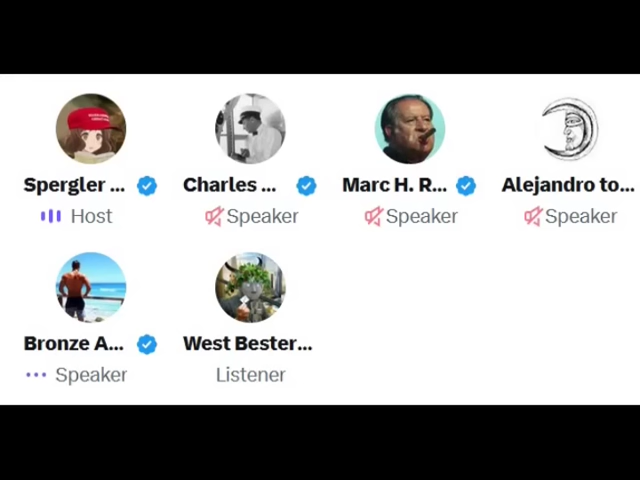 Spergler ...
Charles ...
Marc H. R...
Alejandro to...
Host
Speaker
Speaker
Speaker
Bronze A...
West Bester...
Speaker
Listener